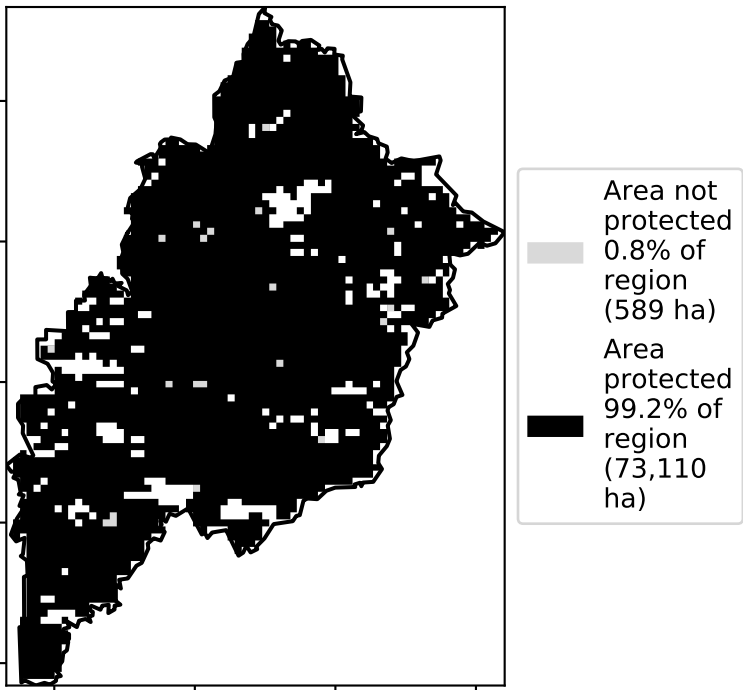 Area not
protected
0.8% of
region
(589 ha)
Area
protected
99.2% of
region
(73,110
ha)